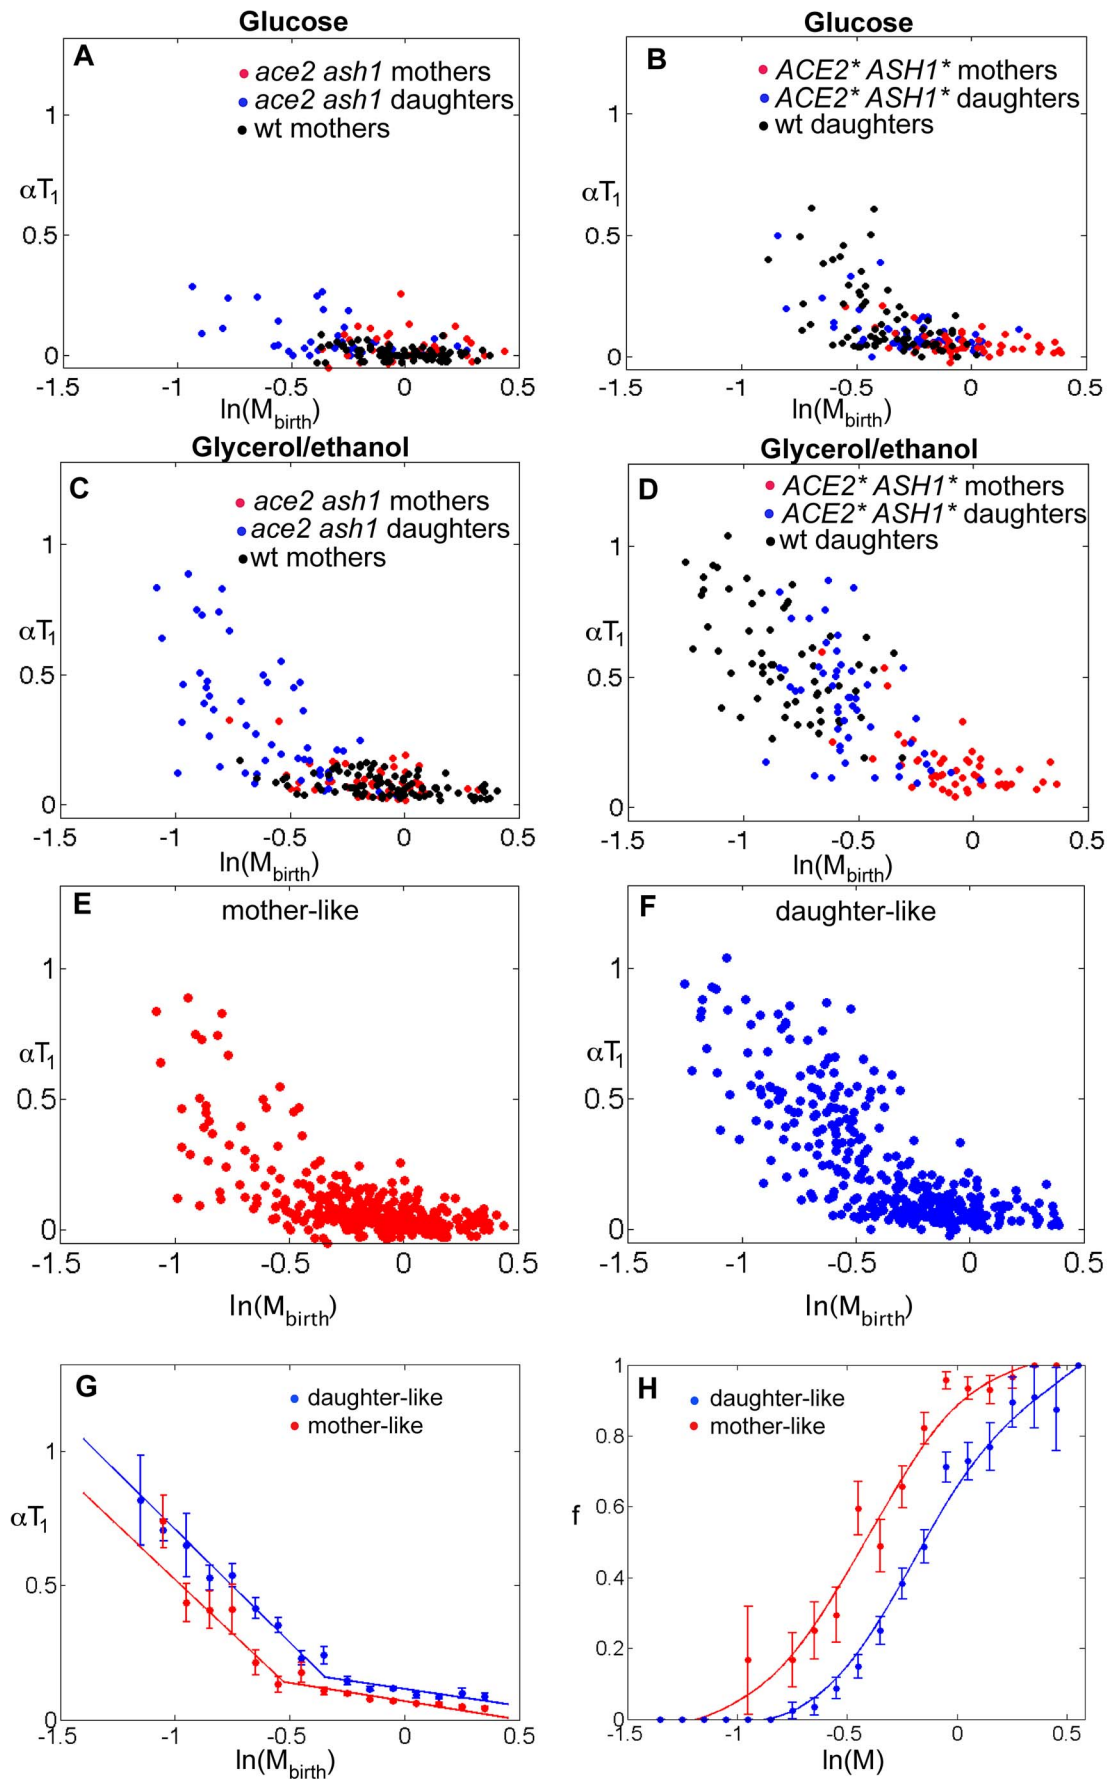 Glucose
A
ace2 ash1 mothers
ace2 ash1 daughters
wt mothers
1
αT1
0.5
0
-1.5 -1 -0.5 0 0.5
ln(Mbirth)
Glucose
B
ACE2* ASH1* mothers
ACE2* ASH1* daughters
wt daughters
1
αT1
0.5
0
-1.5 -1 -0.5 0 0.5
ln(Mbirth)
Glycerol/ethanol
C
ace2 ash1 mothers
ace2 ash1 daughters
wt mothers
1
αT1
0.5
0
-1.5 -1 -0.5 0 0.5
ln(Mbirth)
Glycerol/ethanol
D
ACE2* ASH1* mothers
ACE2* ASH1* daughters
wt daughters
1
αT1
0.5
0
-1.5 -1 -0.5 0 0.5
ln(Mbirth)
E
mother-like
1
αT1
0.5
0
-1.5 -1 -0.5 0 0.5
ln(Mbirth)
F
daughter-like
1
αT1
0.5
0
-1.5 -1 -0.5 0 0.5
ln(Mbirth)
G
daughter-like
mother-like
1
αT1
0.5
0
-1.5 -1 -0.5 0 0.5
ln(Mbirth)
H
daughter-like
mother-like
1
0.8
0.6
f
0.4
0.2
0
-1.5 -1 -0.5 0 0.5
ln(M)